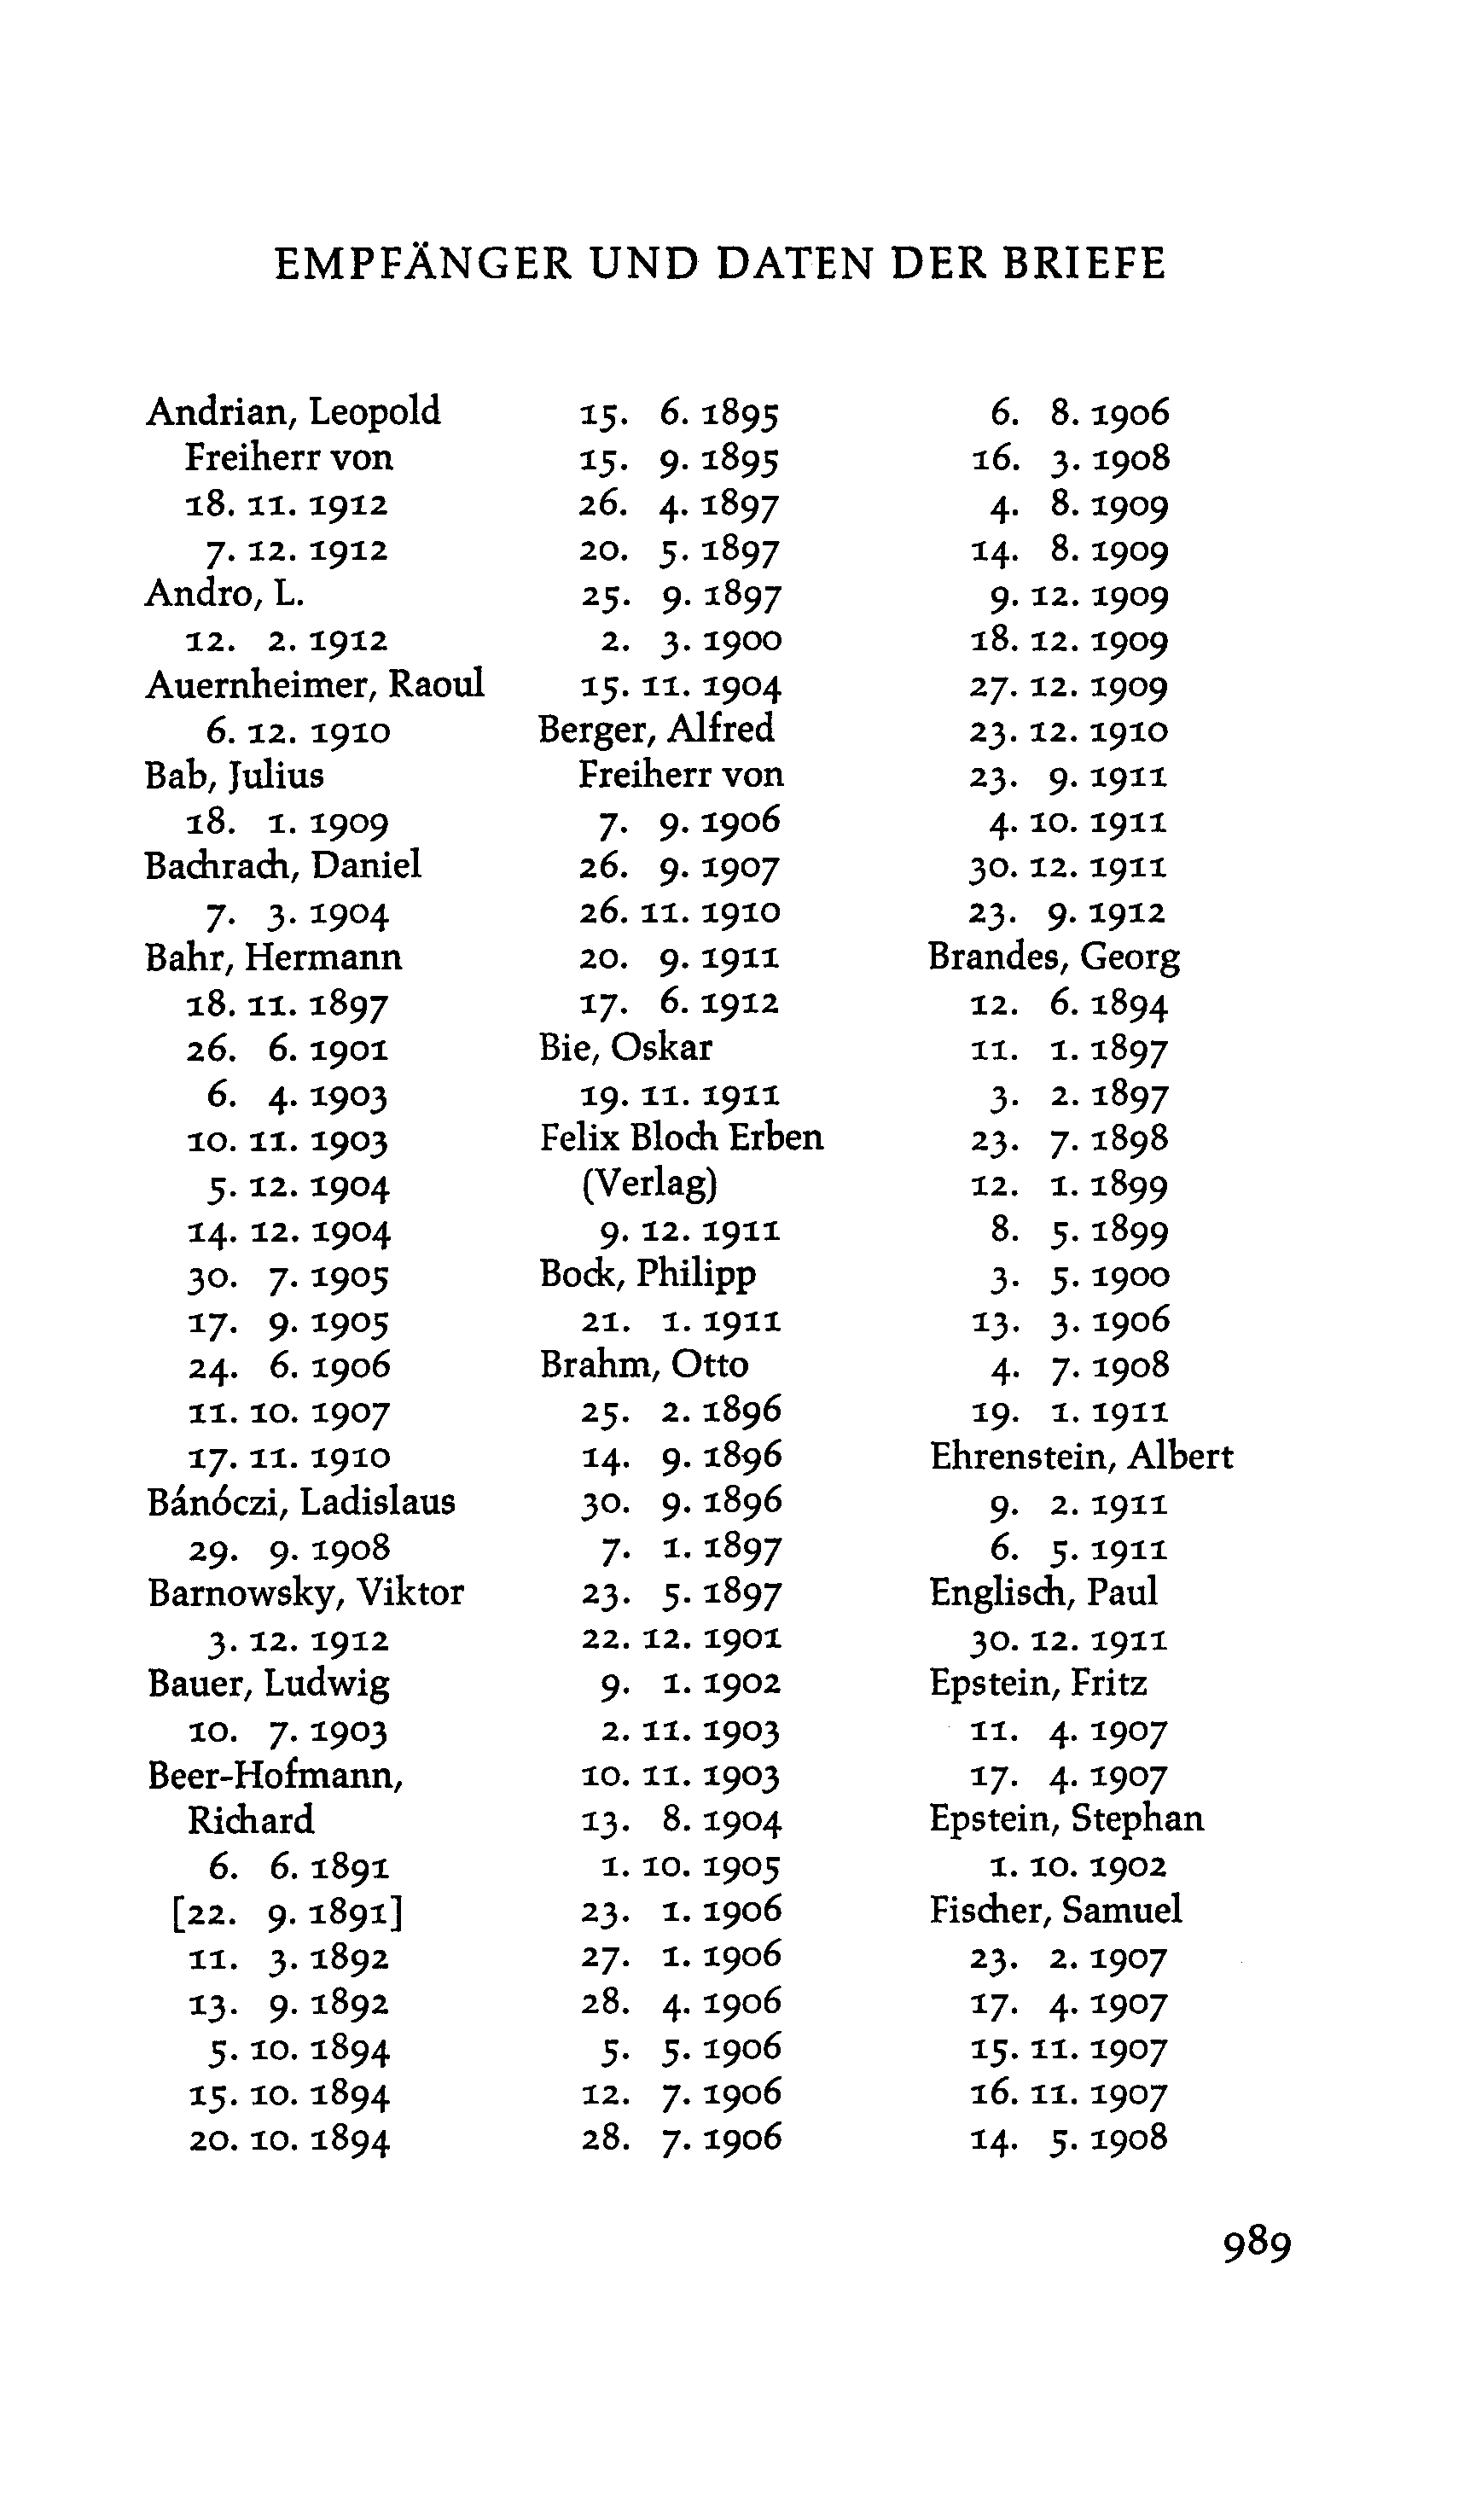 EMPFÄNGER UND DATEN DER BRIEFE
Andrian, Leopold
Freiherr von
18. 11. 1912
7. 12. 1912
Andro, L.
12. 2. 1912
Auernheimer, Raoul
6. 12. 1910
Bab, Julius
18. 1. 1909
Bachrach, Daniel
7. 3. 1904
Bahr, Hermann
18. 11. 1897
26. 6. 1901
6. 4. 1903
10. 11. 1903
5. 12. 1904
14. 12. 1904
30. 7. 1905
17. 9. 1905
24. 6. 1906
11. 10. 1907
17. 11. 1910
Bánóczi, Ladislaus
29. 9. 1908
Barnowsky, Viktor
3. 12. 1912
Bauer, Ludwig
10. 7. 1903
Beer-Hofmann,
Richard
6. 6. 1891
[22. 9. 1891]
11. 3. 1892
13. 9. 1892
5. 10. 1894
15. 10. 1894
20. 10. 1894
15. 6. 1895
15. 9. 1895
26. 4. 1897
20. 5. 1897
25. 9. 1897
2. 3. 1900
15. 11. 1904
Berger, Alfred
Freiherr von
7. 9. 1906
26. 9. 1907
26. 11. 1910
20. 9. 1911
17. 6. 1912
Bie, Oskar
19. 11. 1911
Felix Bloch Erben
(Verlag)
9. 12. 1911
Bock, Philipp
21. 1. 1911
Brahm, Otto
25. 2. 1896
14. 9. 1896
30. 9. 1896
7. 1. 1897
23. 5. 1897
22. 12. 1901
9. 1. 1902
2. 11. 1903
10. 11. 1903
13. 8. 1904
1. 10. 1905
23. 1. 1906
27. 1. 1906
28. 4. 1906
5. 5. 1906
12. 7. 1906
28. 7. 1906
6. 8. 1906
16. 3. 1908
4. 8. 1909
14. 8. 1909
9. 12. 1909
18. 12. 1909
27. 12. 1909
23. 12. 1910
23. 9. 1911
4. 10. 1911
30. 12. 1911
23. 9. 1912
Brandes, Georg
12. 6. 1894
11. 1. 1897
3. 2. 1897
23. 7. 1898
12. 1. 1899
8. 5. 1899
3. 5. 1900
13. 3. 1906
4. 7. 1908
19. 1. 1911
Ehrenstein, Albert
9. 2. 1911
6. 5. 1911
Englisch, Paul
30. 12. 1911
Epstein, Fritz
11. 4. 1907
17. 4. 1907
Epstein, Stephan
1. 10. 1902
Fischer, Samuel
23. 2. 1907
17. 4. 1907
15. 11. 1907
16. 11. 1907
14. 5. 1908
989